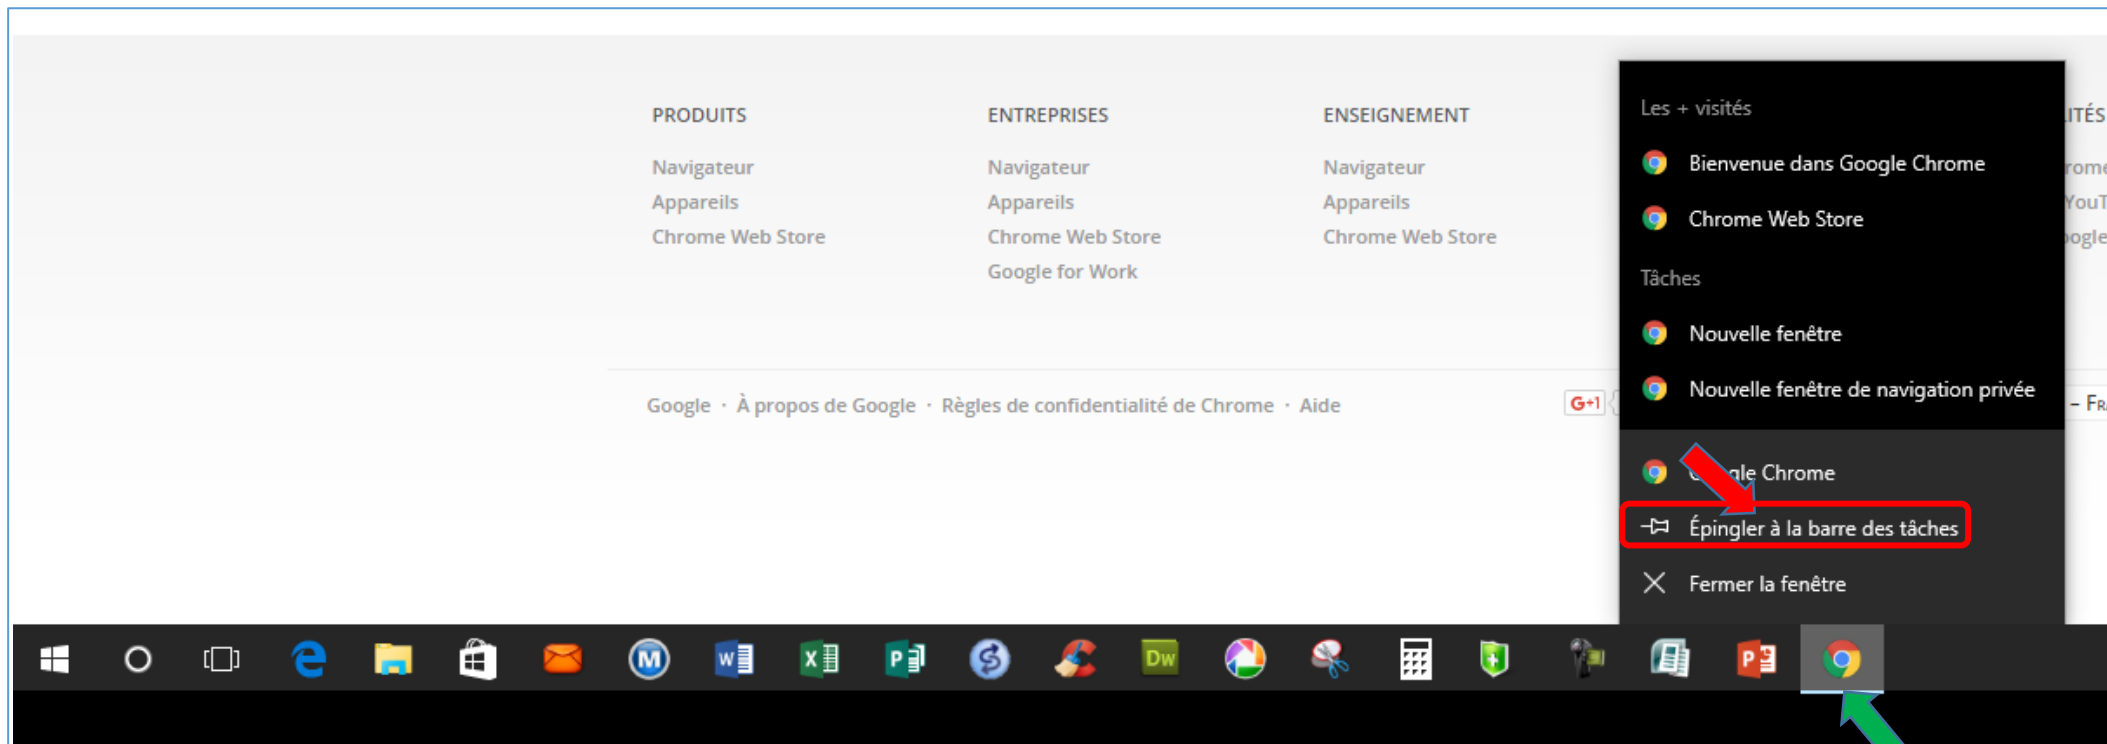 PRODUITS
Navigateur
Appareils
Chrome Web Store
ENTREPRISES
Navigateur
Appareils
Chrome Web Store
Google for Work
ENSEIGNEMENT
Navigateur
Appareils
Chrome Web Store
Google · À propos de Google · Règles de confidentialité de Chrome · Aide
G+1
Les + visités
Bienvenue dans Google Chrome
Chrome Web Store
Tâches
Nouvelle fenêtre
Nouvelle fenêtre de navigation privée
Chrome
Épingler à la barre des tâches
Fermer la fenêtre
Dw